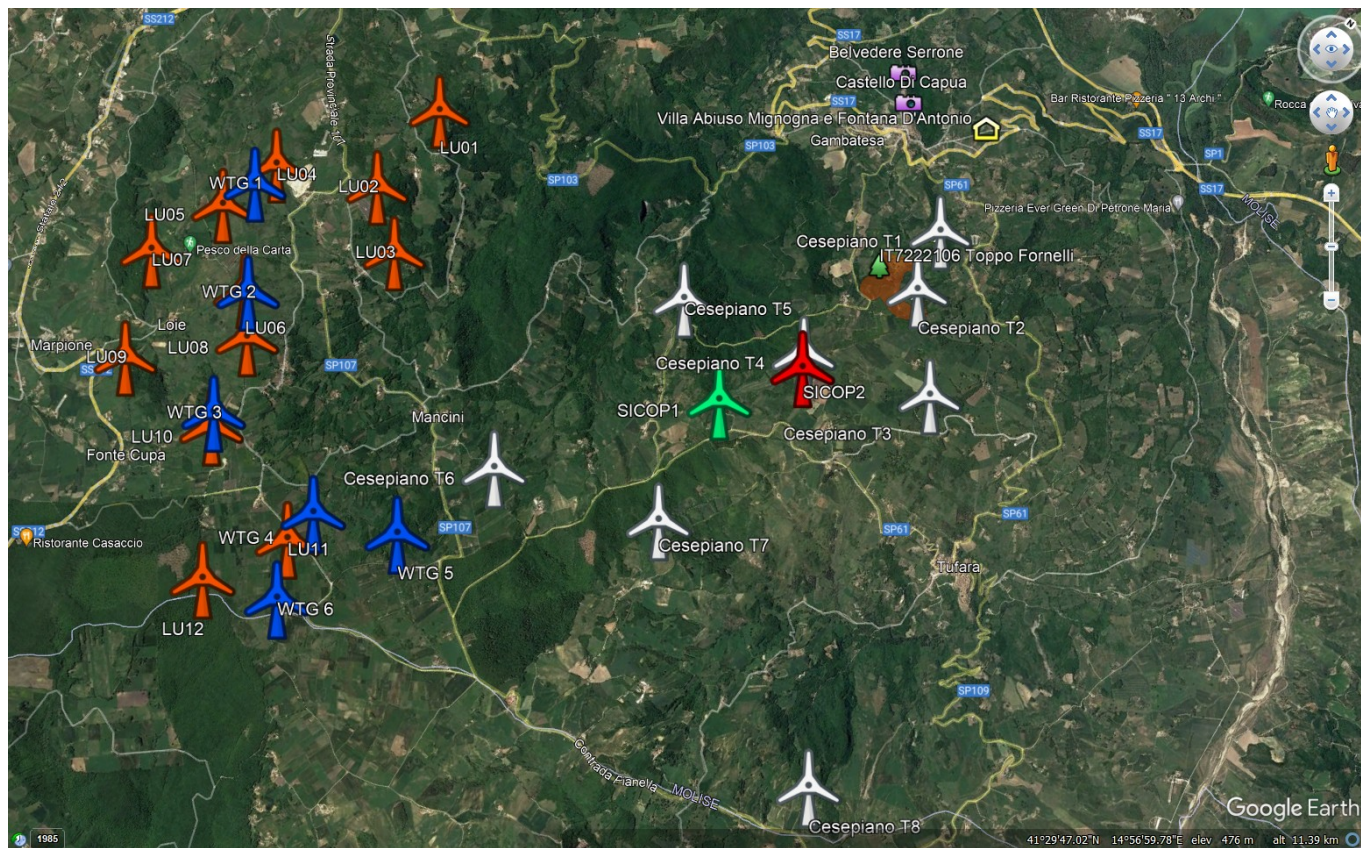 SS212
SS17
Belvedere Serrone
Castello Di Capua
SS17
Bar Ristorante Pizzeria " 13 Archi "
Strada Provinciale 107
Villa Abiuso Mignogna e Fontana D'Antonio
SS17
LU01
SP103
Gambatesa
SP1
LU04
SP103
WTG 1
LU02
SP61
SS17
LU05
Pizzeria Ever Green Di Petrone Maria
MOLISE
Cesepiano T1
Pesco della Carta
LU03
LU07
IT7222106 Toppo Fornelli
WTG 2
Cesepiano T5
Loie
LU06
Cesepiano T2
Marpione
LU08
LU09
SP107
Cesepiano T4
SICOP2
WTG 3
SICOP1
Mancini
LU10
Cesepiano T3
Fonte Cupa
Cesepiano T6
SP61
SP107
SP61
Ristorante Casaccio
WTG 4
LU11
Cesepiano T7
WTG 5
Tufara
WTG 6
LU12
SP109
Contrada Pianella
MOLISE
Google Earth
Cesepiano T8
1985
41°29'47.02"N 14°56'59.78"E elev 476 m alt 11.39 km